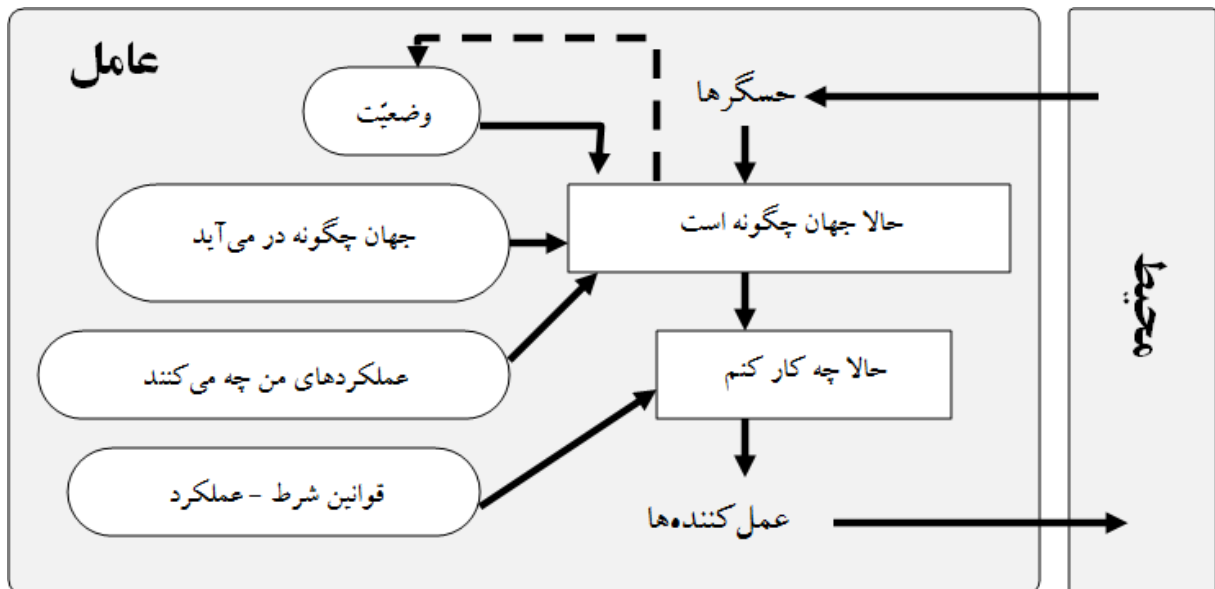 عامل
حسگرها
وضعیّت
حالا جهان چگونه است
جهان چگونه در می‌آید
محیط
حالا چه کار کنم
عملکردهای من چه می‌کنند
قوانین شرط - عملکرد
عمل‌کننده‌ها